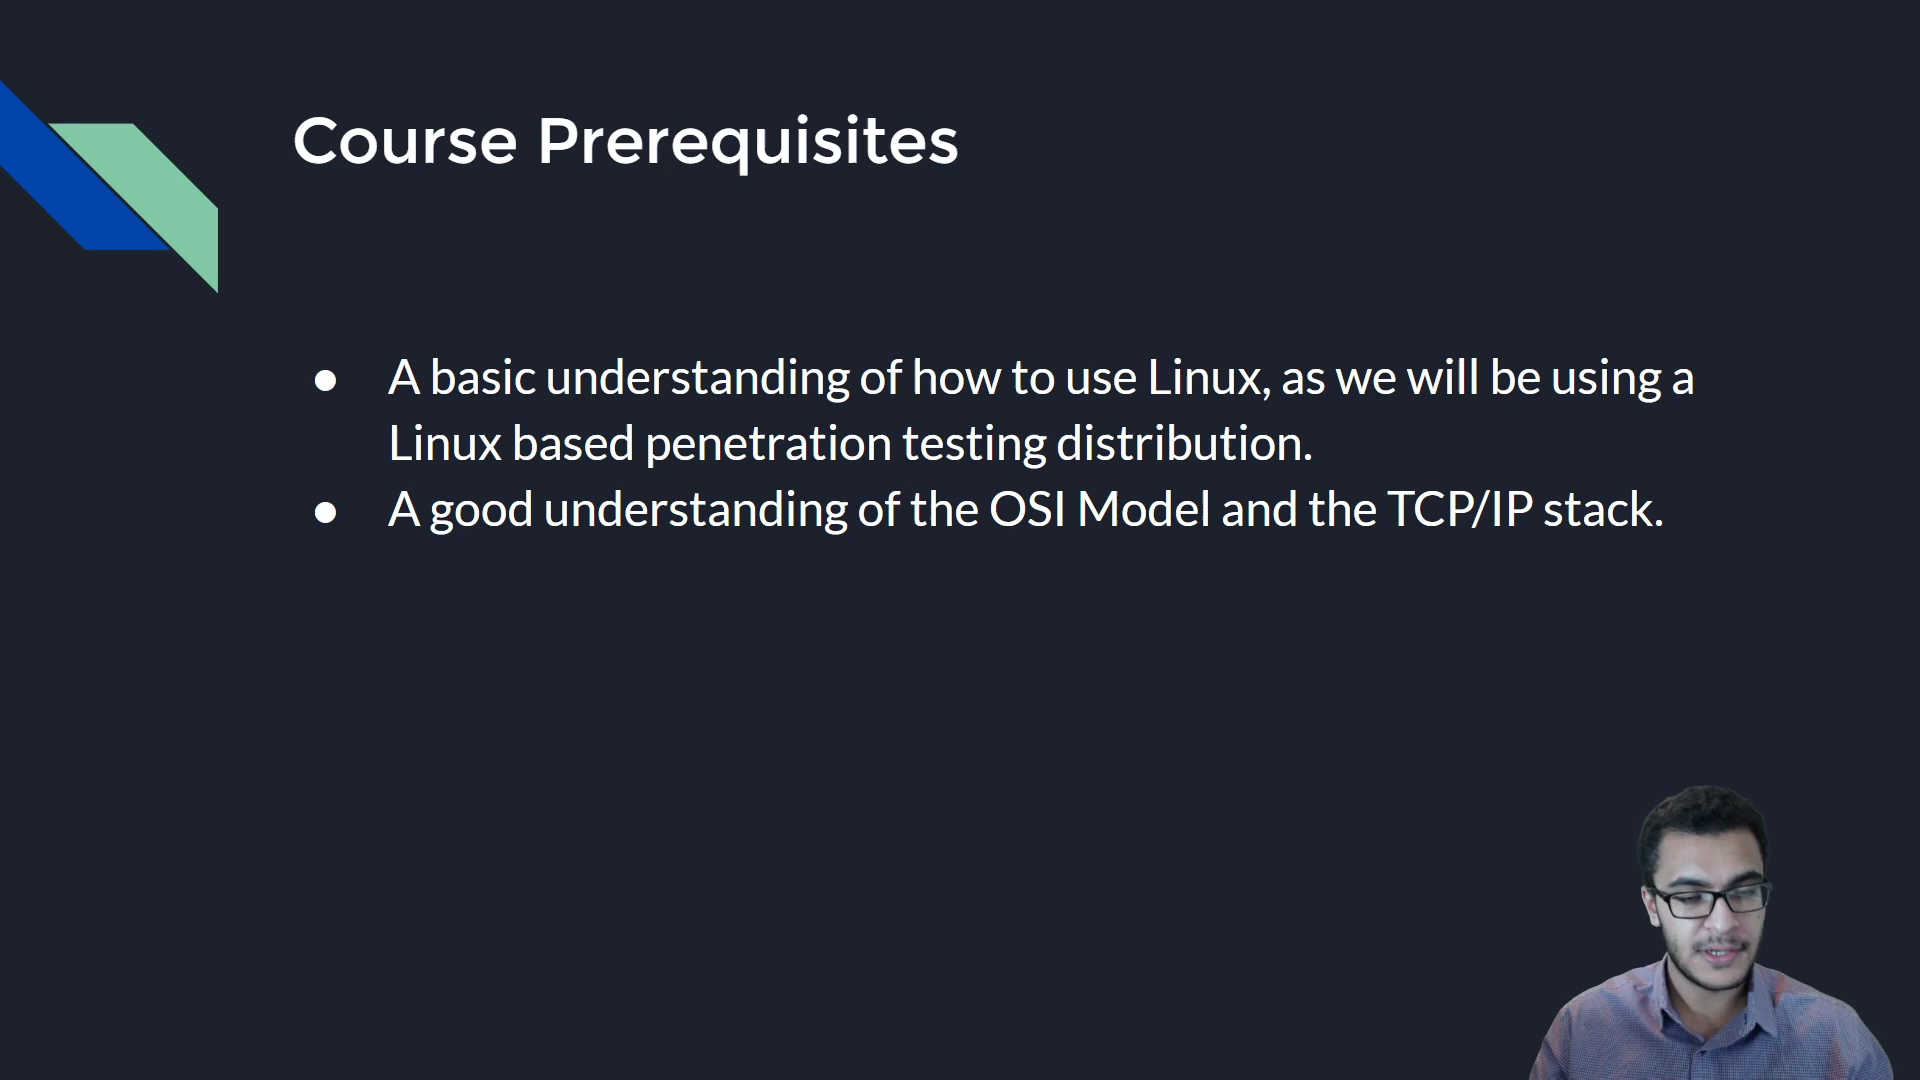 Course Prerequisites
● A basic understanding of how to use Linux, as we will be using a
Linux based penetration testing distribution.
● A good understanding of the OSI Model and the TCP/IP stack.